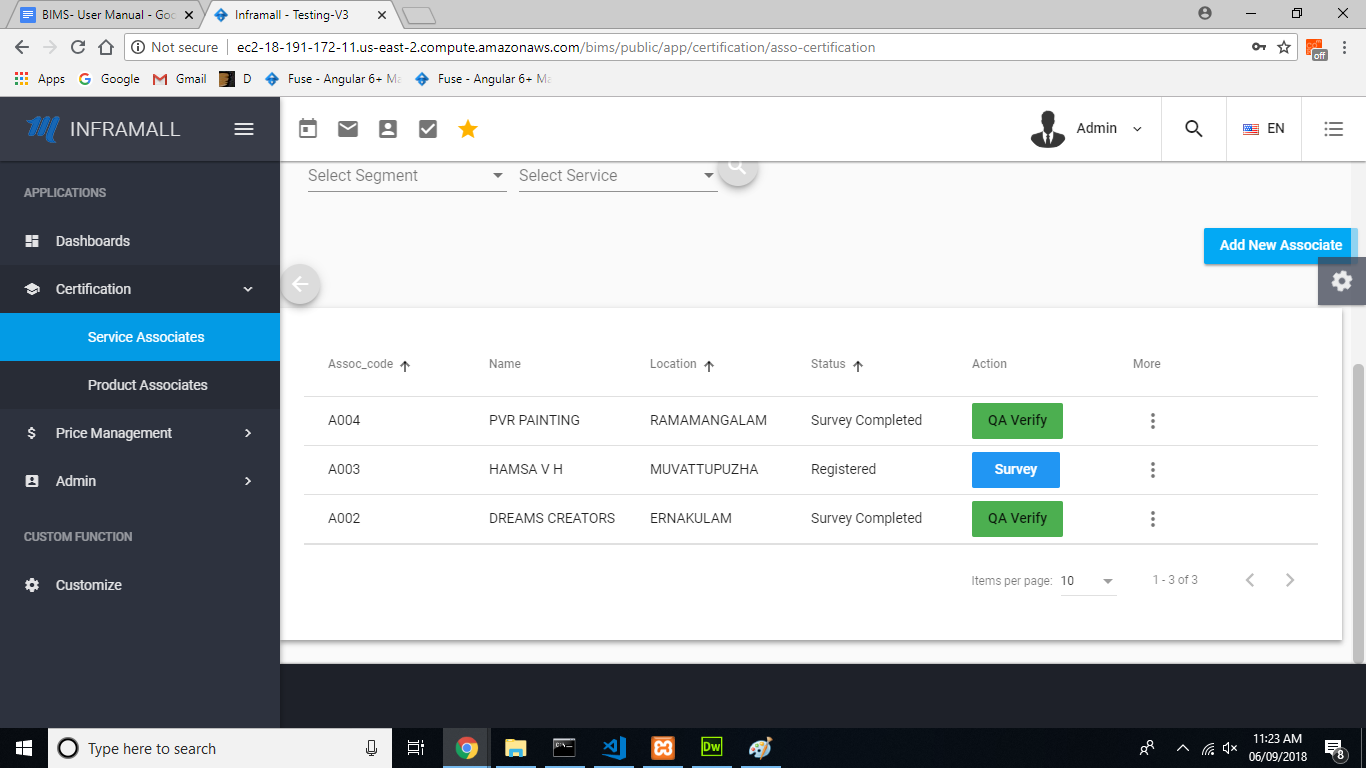 BIMS- User Manual - Goo
Inframall - Testing-V3
Not secure
ec2-18-191-172-11.us-east-2.compute.amazonaws.com/bims/public/app/certification/asso-certification
off
Apps
Google
Gmail
D
Fuse - Angular 6+ Ma
Fuse - Angular 6+ Ma
INFRAMALL
Admin
EN
APPLICATIONS
Dashboards
Certification
Service Associates
Product Associates
Price Management
Admin
CUSTOM FUNCTION
Customize
Select Segment
Select Service
Add New Associate
Assoc_code Name Location Status Action More
A004 PVR PAINTING RAMAMANGALAM Survey Completed QA Verify
A003 HAMSA V H MUVATTUPUZHA Registered Survey
A002 DREAMS CREATORS ERNAKULAM Survey Completed QA Verify
Items per page: 10 1 - 3 of 3
Type here to search
Dw
11:23 AM
06/09/2018
8